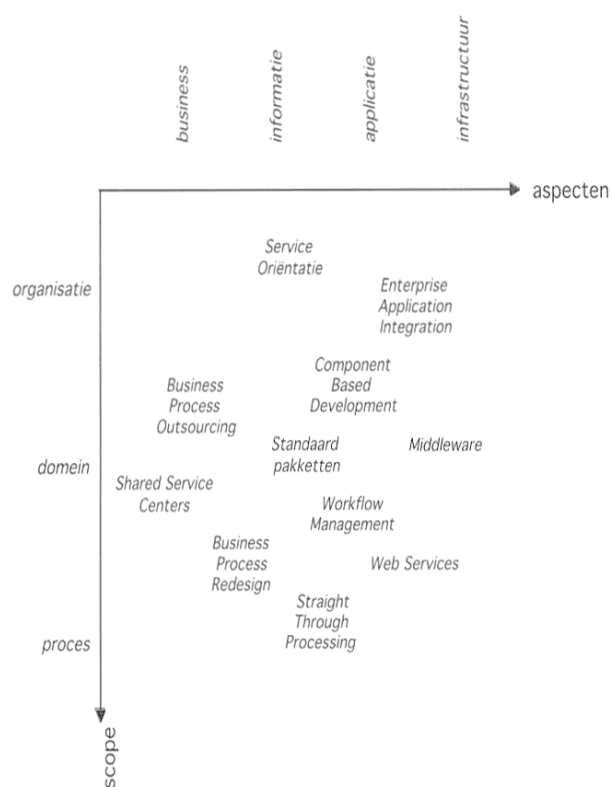 business
informatie
applicatie
infrastructuur
aspecten
Service
Oriëntatie
organisatie
Enterprise
Application
Integration
Component
Based
Development
Business
Process
Outsourcing
Standaard
pakketten
Middleware
domein
Shared Service
Centers
Workflow
Management
Business
Process
Redesign
Web Services
Straight
Through
Processing
proces
scope